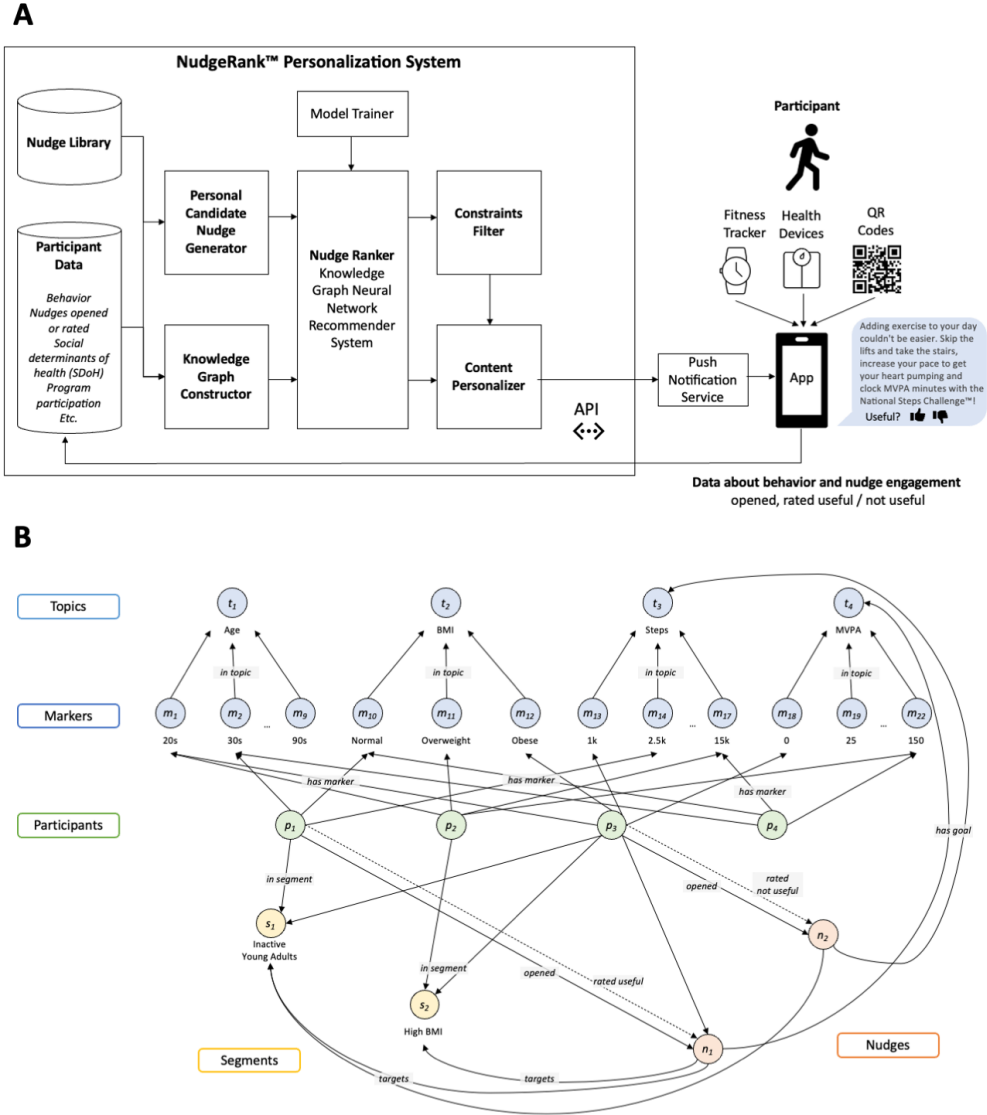 A
NudgeRank™ Personalization System
Nudge Library
Participant
Data
Behavior
Nudges opened
or rated
Social
determinants of
health (SDoH)
Program
participation
Etc.
Personal
Candidate
Nudge
Generator
Knowledge
Graph
Constructor
Model Trainer
Nudge Ranker
Knowledge
Graph Neural
Network
Recommender
System
Constraints
Filter
Content
Personalizer
API
Push
Notification
Service
Participant
Fitness
Tracker
Health
Devices
QR
Codes
App
Adding exercise to your day
couldn't be easier. Skip the
lifts and take the stairs,
increase your pace to get
your heart pumping and
clock MVPA minutes with the
National Steps Challenge™!
Useful?
Data about behavior and nudge engagement
opened, rated useful / not useful
B
Topics
t1
t2
t3
t4
Age
BMI
Steps
MVPA
in topic
in topic
in topic
in topic
Markers
m1
m2
...
m9
m10
m11
m12
m13
m14
...
m17
m18
m19
...
m22
20s
30s
90s
Normal
Overweight
Obese
1k
2.5k
15k
0
25
150
has marker
has marker
has marker
Participants
p1
p2
p3
p4
has goal
in segment
opened
rated
not useful
s1
Inactive
Young Adults
n2
in segment
opened
rated useful
s2
High BMI
n1
Segments
Nudges
targets
targets